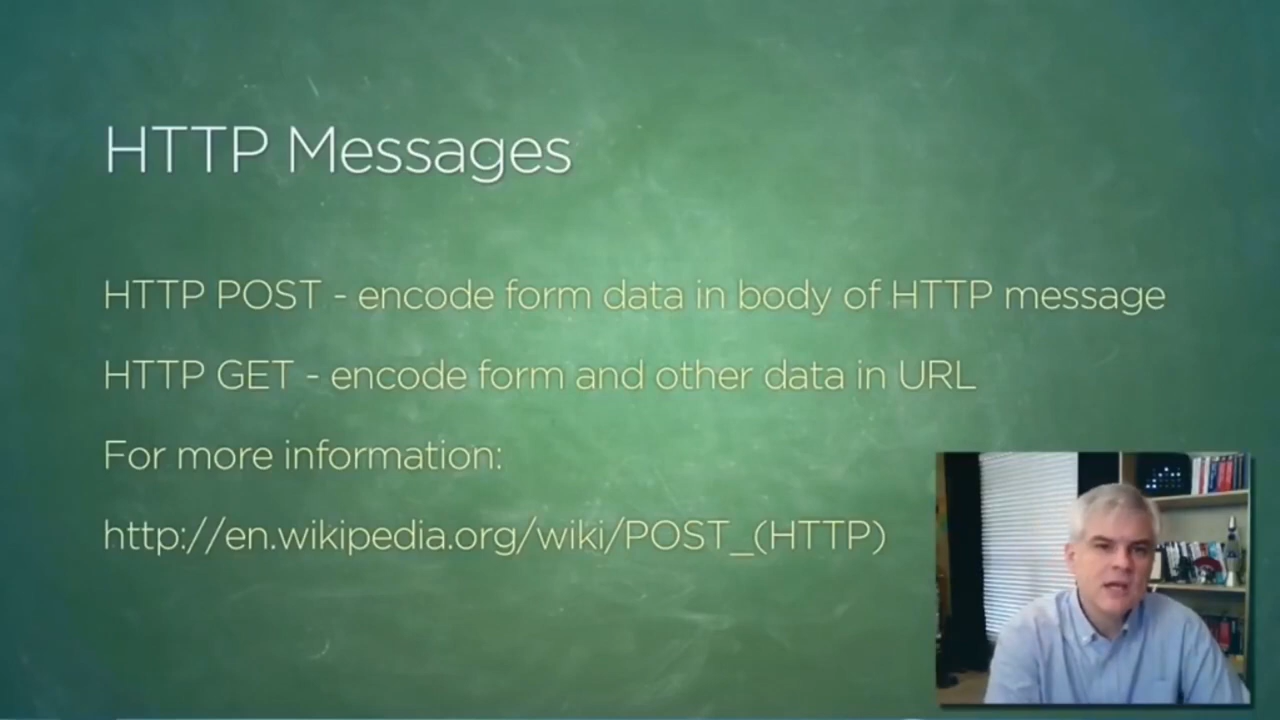 HTTP Messages
HTTP POST - encode form data in body of HTTP message
HTTP GET - encode form and other data in URL
For more information:
http://en.wikipedia.org/wiki/POST_(HTTP)